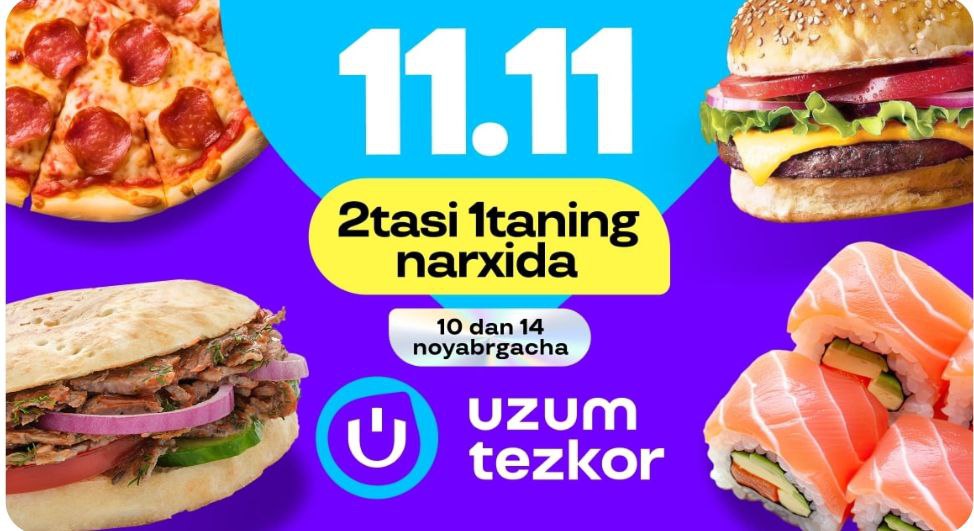 11.11
2tasi 1taning
narxida
10 dan 14
noyabrgacha
uzum
tezkor